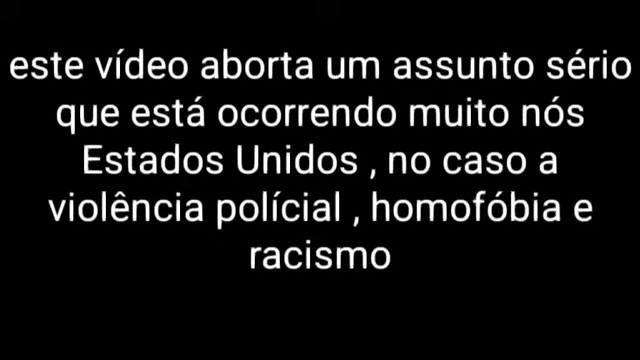 este vídeo aborta um assunto sério
que está ocorrendo muito nós
Estados Unidos , no caso a
violência polícial , homofóbia e
racismo